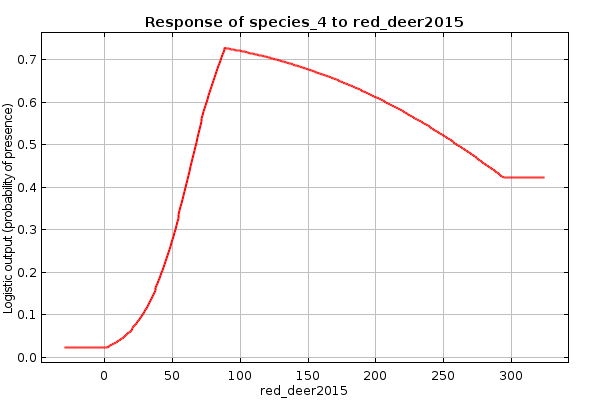 Response of species_4 to red_deer2015
Logistic output (probability of presence)
0.7
0.6
0.5
0.4
0.3
0.2
0.1
0.0
0 50 100 150 200 250 300
red_deer2015